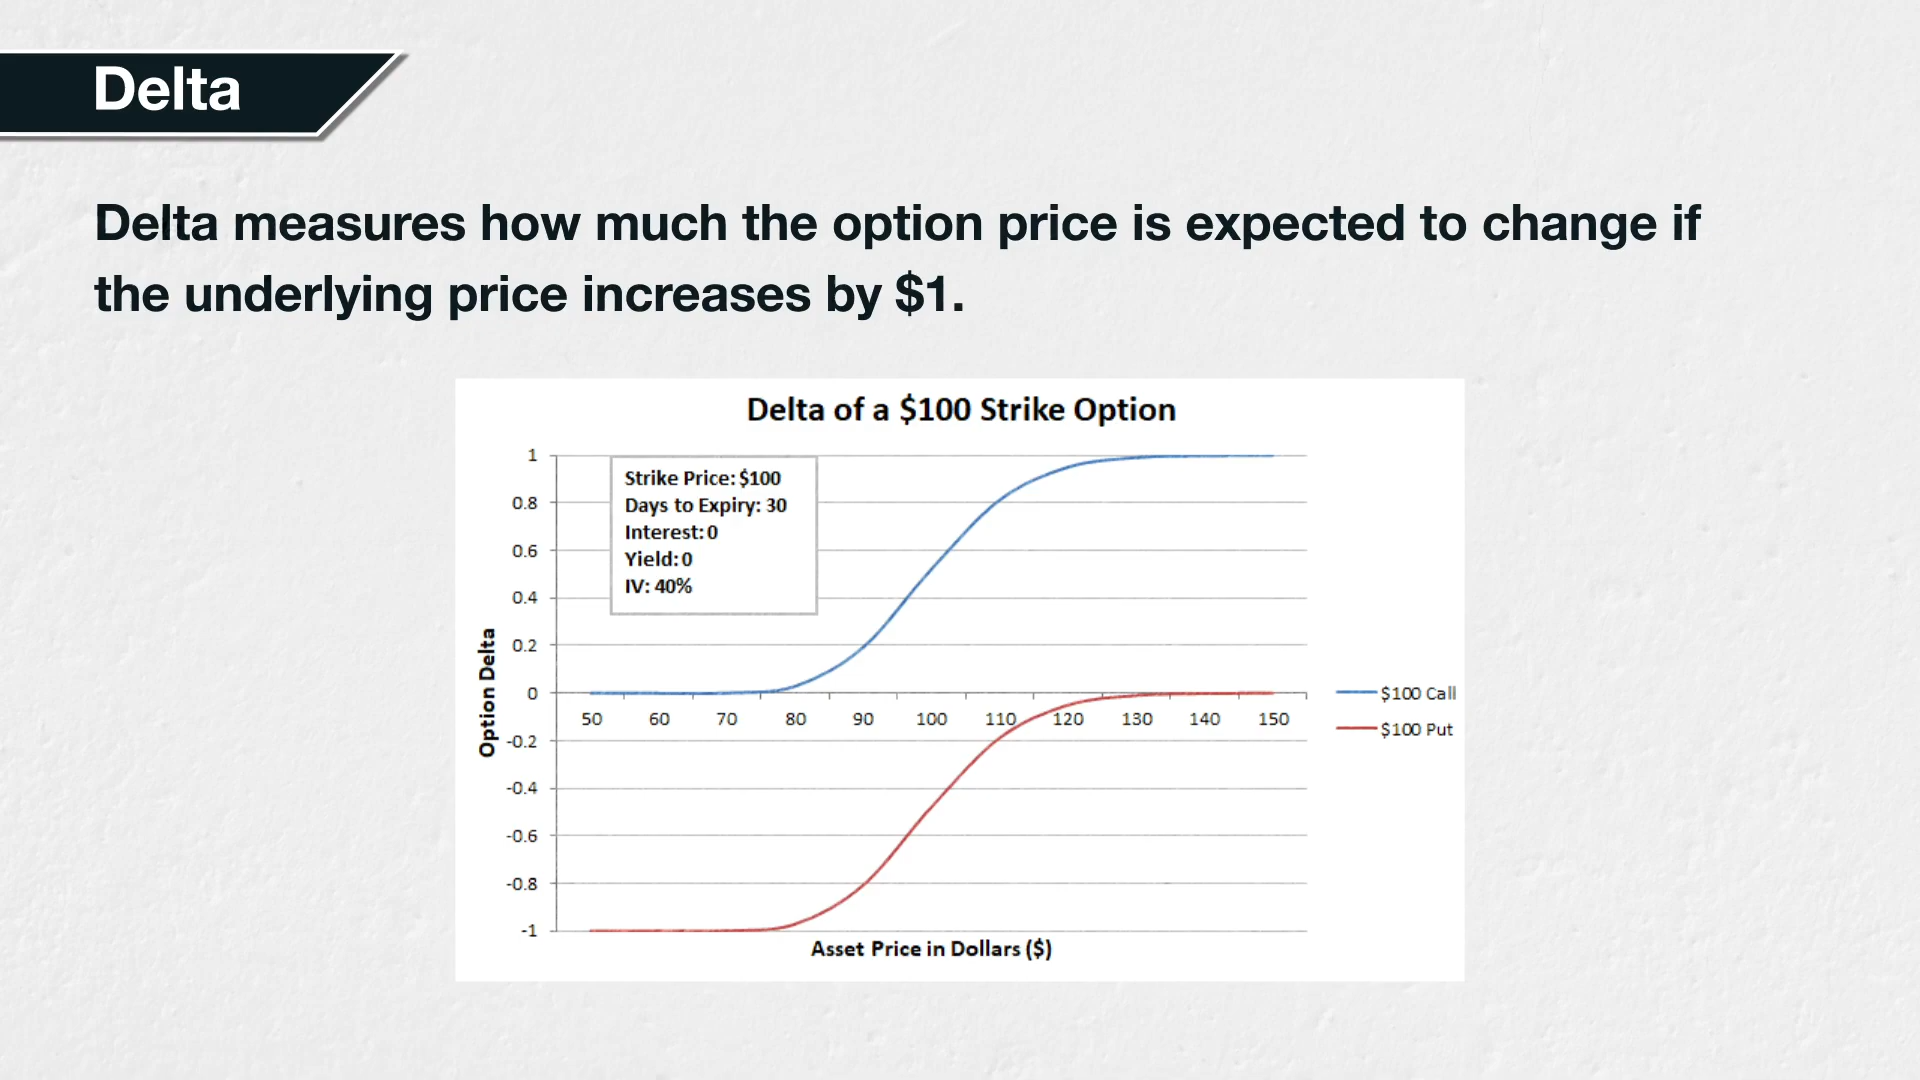 Delta
Delta measures how much the option price is expected to change if
the underlying price increases by $1.
Delta of a $100 Strike Option
Strike Price: $100
Days to Expiry: 30
Interest: 0
Yield: 0
IV: 40%
Option Delta
1
0.8
0.6
0.4
0.2
0
-0.2
-0.4
-0.6
-0.8
-1
50 60 70 80 90 100 110 120 130 140 150
Asset Price in Dollars ($)
$100 Call
$100 Put